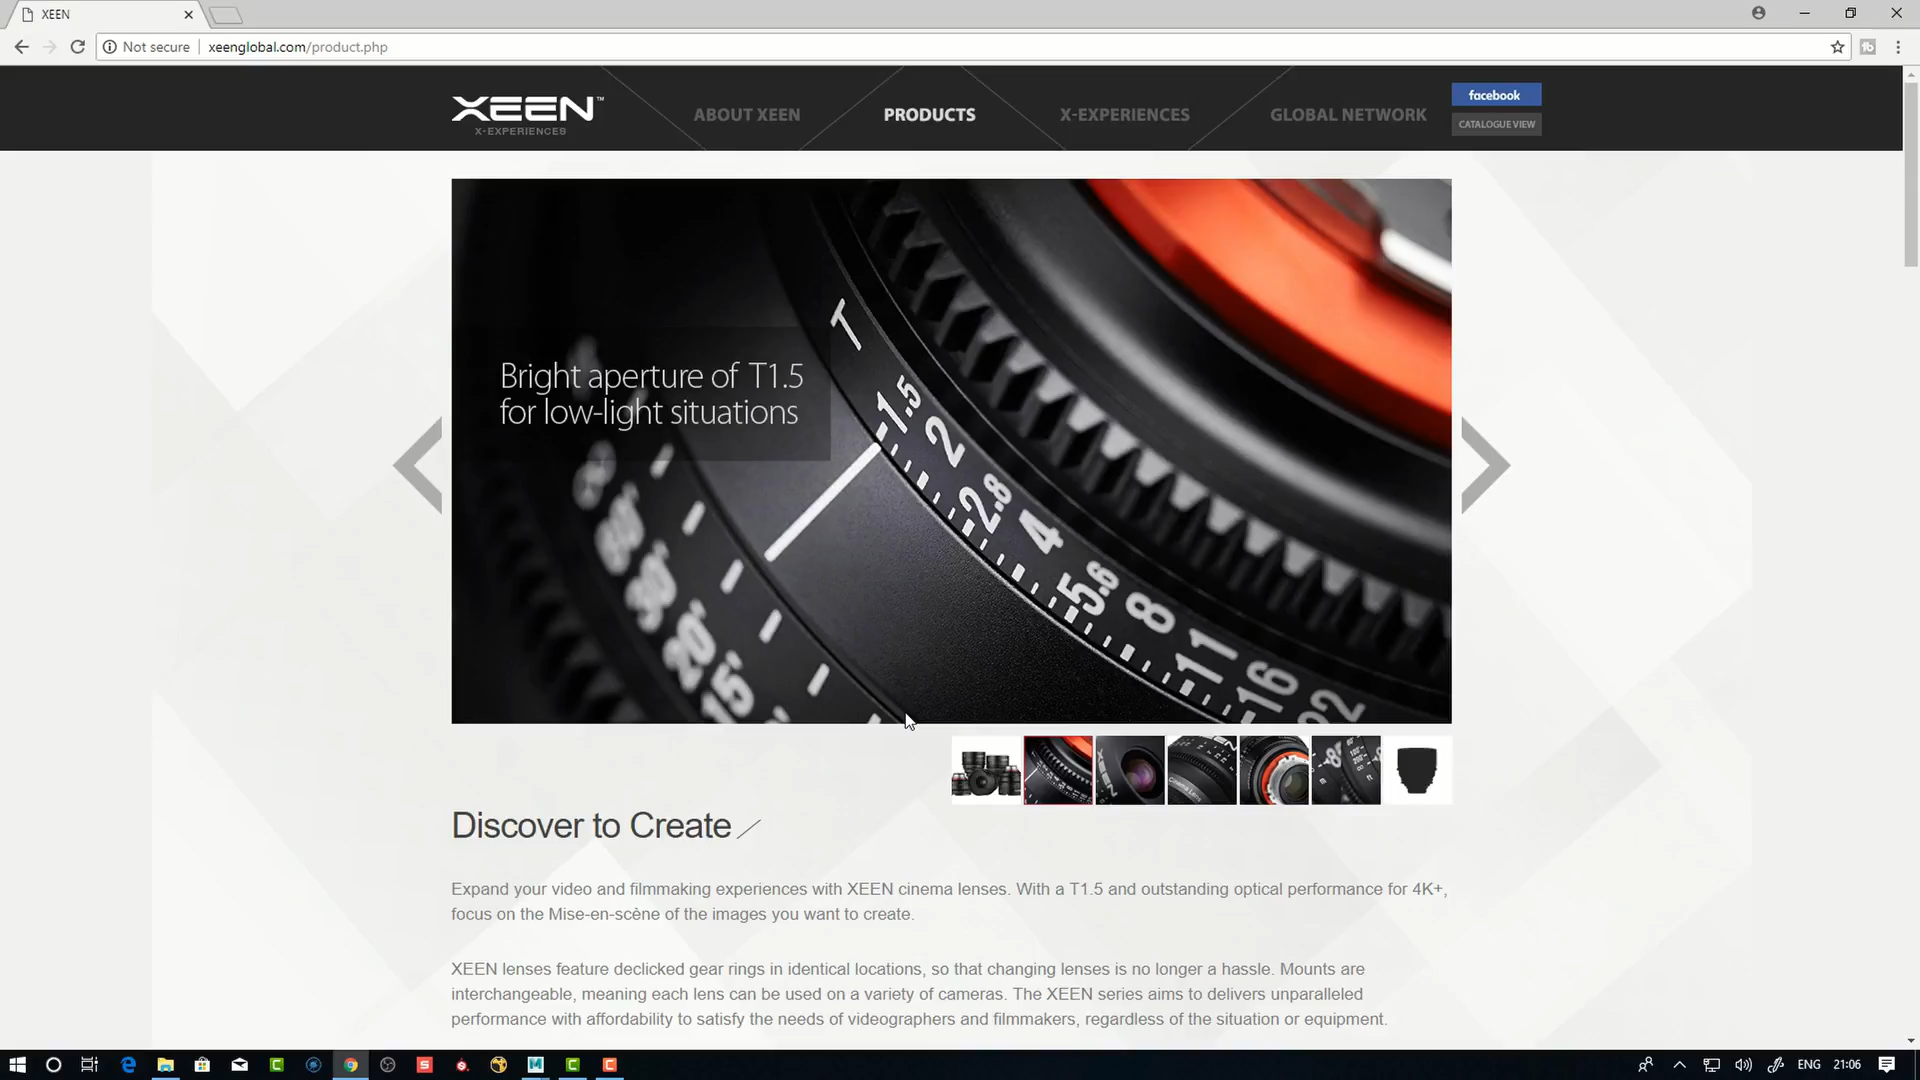 XEEN
Not secure
xeenglobal.com/product.php
XEEN™
X-EXPERIENCES
ABOUT XEEN
PRODUCTS
X-EXPERIENCES
GLOBAL NETWORK
facebook
CATALOGUE VIEW
Bright aperture of T1.5
for low-light situations
T
1.5
2
2.8
4
5.6
8
11
16
22
60°
30°
20°
15°
Discover to Create
Expand your video and filmmaking experiences with XEEN cinema lenses. With a T1.5 and outstanding optical performance for 4K+,
focus on the Mise-en-scène of the images you want to create.
XEEN lenses feature declicked gear rings in identical locations, so that changing lenses is no longer a hassle. Mounts are
interchangeable, meaning each lens can be used on a variety of cameras. The XEEN series aims to delivers unparalleled
performance with affordability to satisfy the needs of videographers and filmmakers, regardless of the situation or equipment.
ENG
21:06